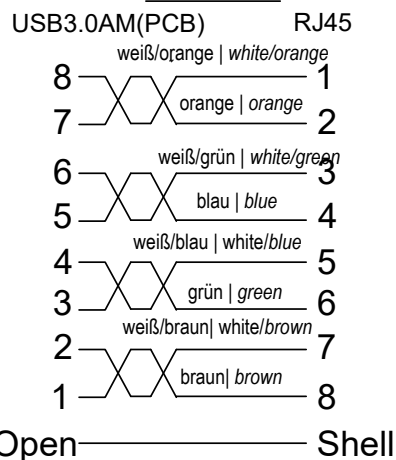 USB3.0AM(PCB) RJ45
weiß/orange | white/orange
8 1
orange | orange
7 2
weiß/grün | white/green
6 3
blau | blue
5 4
weiß/blau | white/blue
4 5
grün | green
3 6
weiß/braun| white/brown
2 7
braun| brown
1 8
Open Shell